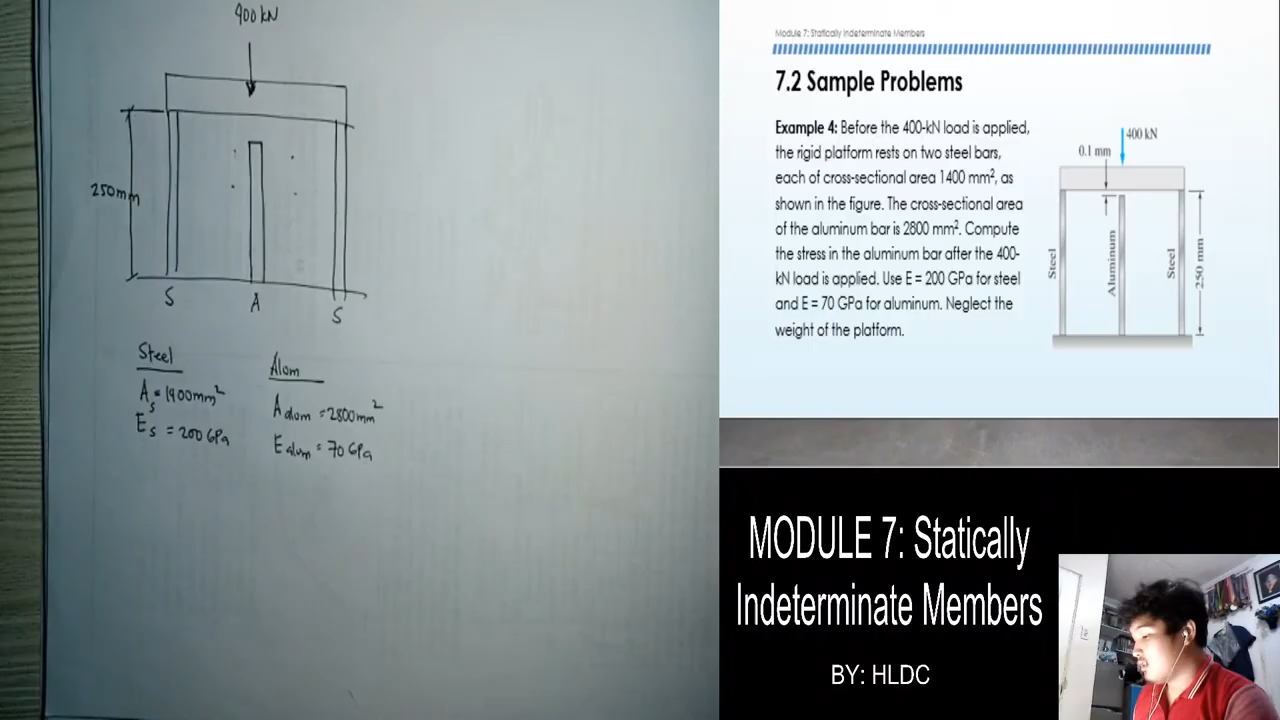 400 kN
250mm
S
A
S
Steel
A s = 1400mm²
E s = 200 GPa
Alum
A alum = 2800mm²
E alum = 70 GPa
Module 7: Statically Indeterminate Members
7.2 Sample Problems
Example 4: Before the 400-kN load is applied,
the rigid platform rests on two steel bars,
each of cross-sectional area 1400 mm², as
shown in the figure. The cross-sectional area
of the aluminum bar is 2800 mm². Compute
the stress in the aluminum bar after the 400-
kN load is applied. Use E = 200 GPa for steel
and E = 70 GPa for aluminum. Neglect the
weight of the platform.
400 kN
0.1 mm
Steel
Aluminum
Steel
250 mm
MODULE 7: Statically
Indeterminate Members
BY: HLDC